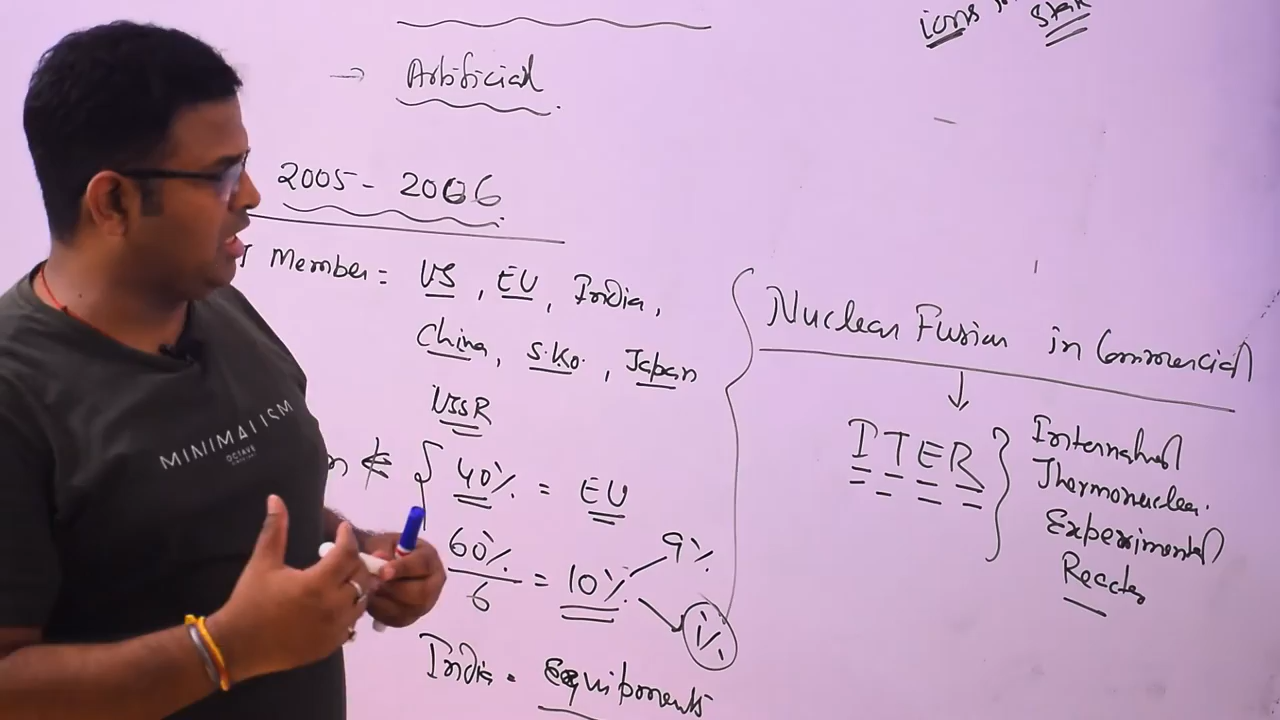 ions
→ Artificial
2005 - 2006
Member = US, EU, India,
China, S.Ko., Japan
USSR
40% = EU
60%/6 = 10%
9%
1%
India - Equipments
Nuclear Fusion in Commercial
↓
ITER
International
Thermonuclear
Experimental
Reactor
MINIMALISM
OCTAVE